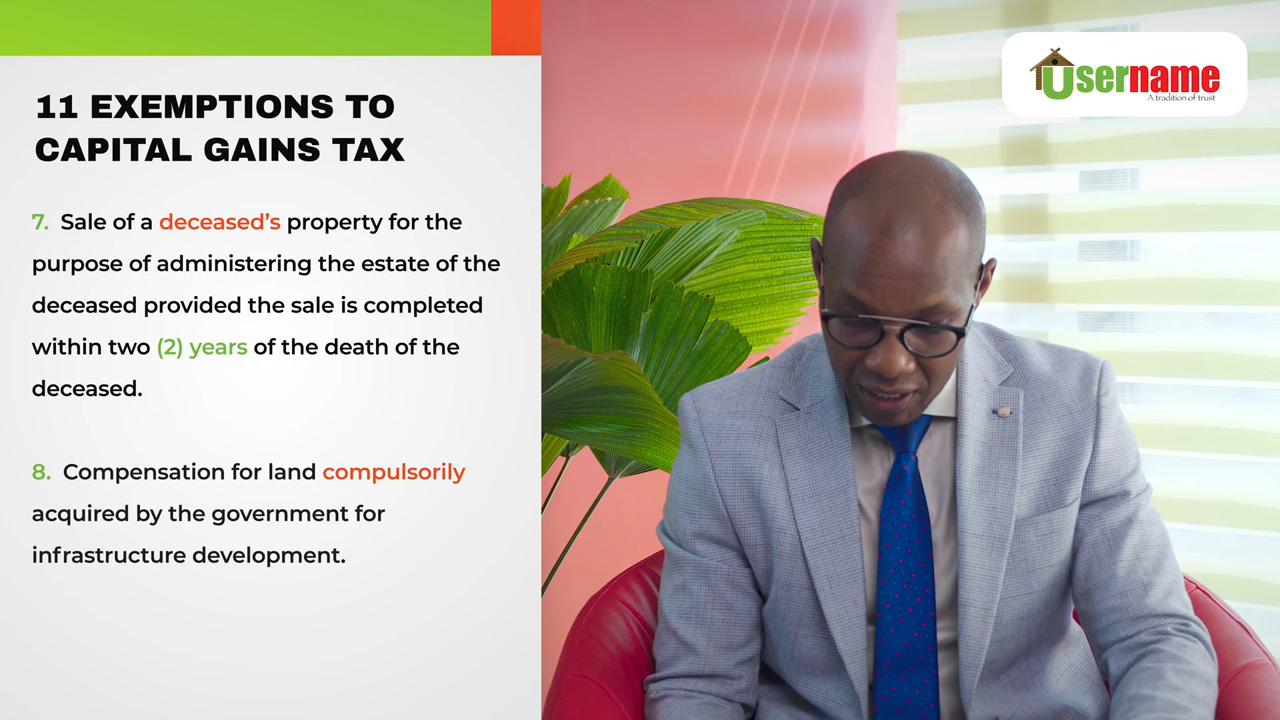 11 EXEMPTIONS TO
CAPITAL GAINS TAX
7. Sale of a deceased’s property for the
purpose of administering the estate of the
deceased provided the sale is completed
within two (2) years of the death of the
deceased.
8. Compensation for land compulsorily
acquired by the government for
infrastructure development.
Username
A tradition of trust